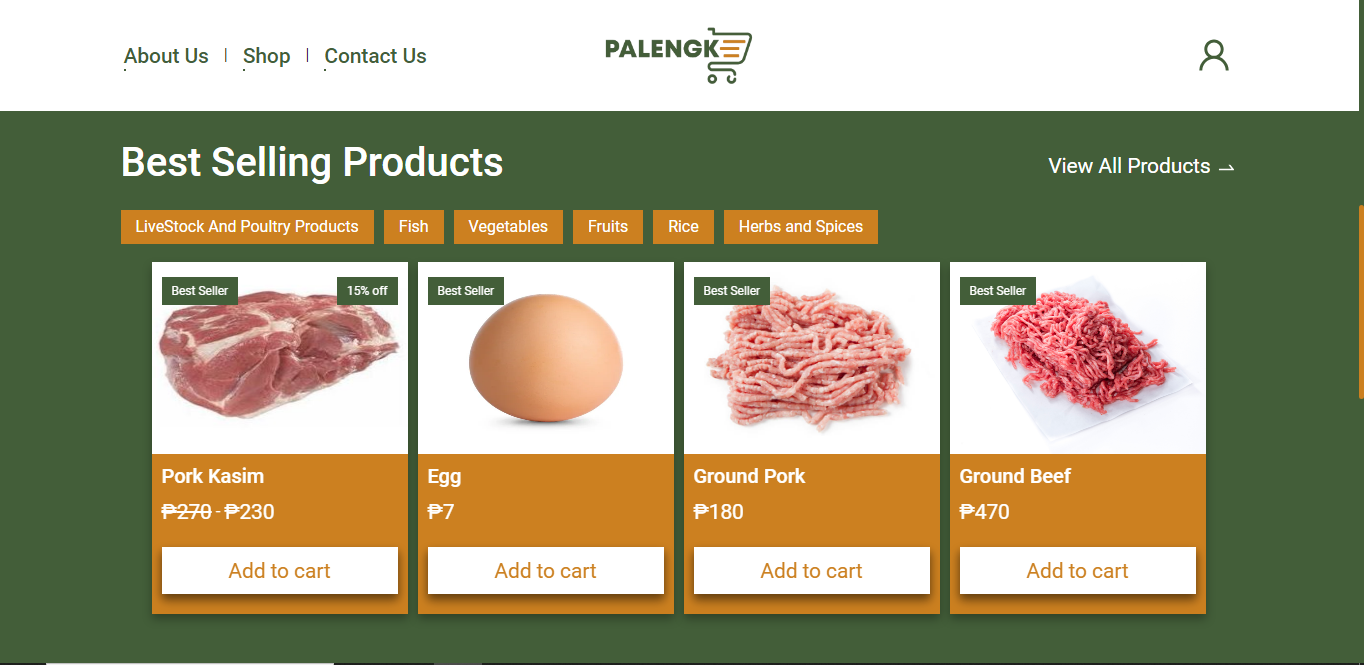 About Us | Shop | Contact Us
PALENGKE
Best Selling Products
View All Products ⇀
LiveStock And Poultry Products Fish Vegetables Fruits Rice Herbs and Spices
Best Seller 15% off Best Seller Best Seller Best Seller
Pork Kasim Egg Ground Pork Ground Beef
₱270 - ₱230 ₱7 ₱180 ₱470
Add to cart Add to cart Add to cart Add to cart